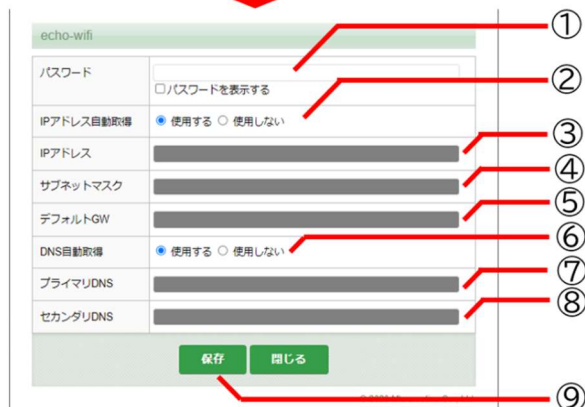 echo-wifi
①
パスワード
□パスワードを表示する
②
IPアドレス自動取得 使用する 使用しない
IPアドレス
③
サブネットマスク
④
デフォルトGW
⑤
DNS自動取得 使用する 使用しない
⑥
プライマリDNS
⑦
セカンダリDNS
⑧
保存 閉じる
⑨